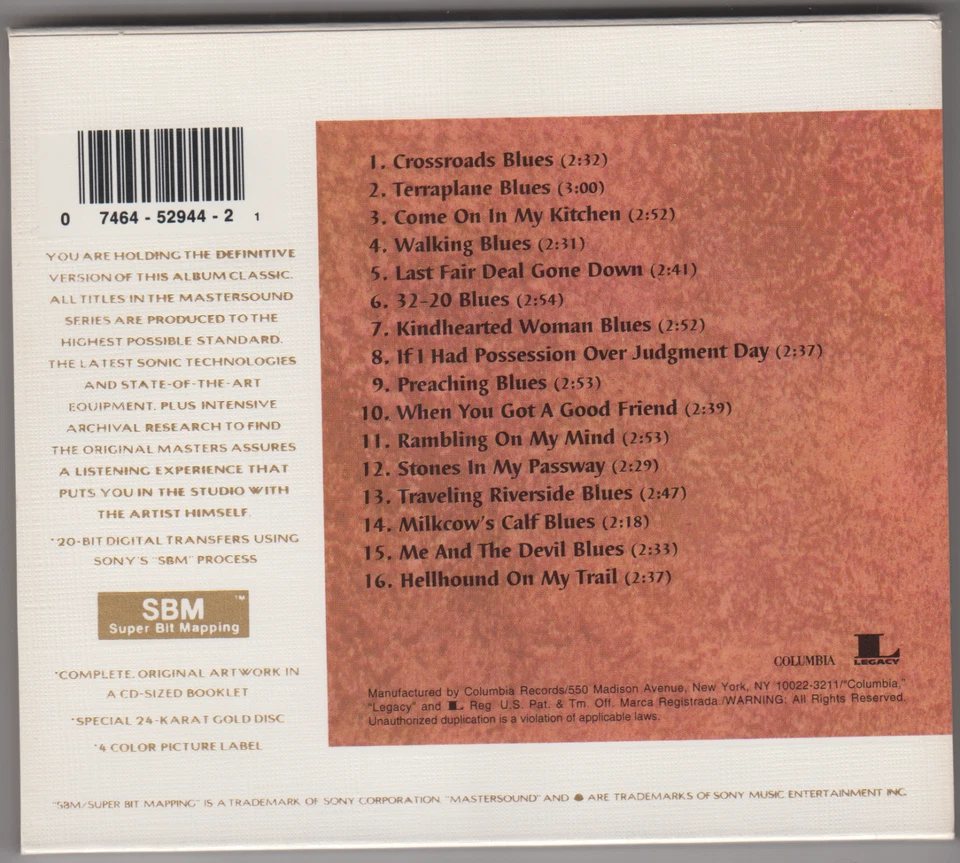 0 7464 - 52944 - 2 1
YOU ARE HOLDING THE DEFINITIVE
VERSION OF THIS ALBUM CLASSIC.
ALL TITLES IN THE MASTERSOUND
SERIES ARE PRODUCED TO THE
HIGHEST POSSIBLE STANDARD.
THE LATEST SONIC TECHNOLOGIES
AND STATE-OF-THE-ART
EQUIPMENT, PLUS INTENSIVE
ARCHIVAL RESEARCH TO FIND
THE ORIGINAL MASTERS ASSURES
A LISTENING EXPERIENCE THAT
PUTS YOU IN THE STUDIO WITH
THE ARTIST HIMSELF.
*20-BIT DIGITAL TRANSFERS USING
SONY'S "SBM" PROCESS
SBM™
Super Bit Mapping
*COMPLETE, ORIGINAL ARTWORK IN
A CD-SIZED BOOKLET
*SPECIAL 24-KARAT GOLD DISC
*4 COLOR PICTURE LABEL
1. Crossroads Blues (2:32)
2. Terraplane Blues (3:00)
3. Come On In My Kitchen (2:52)
4. Walking Blues (2:31)
5. Last Fair Deal Gone Down (2:41)
6. 32-20 Blues (2:54)
7. Kindhearted Woman Blues (2:52)
8. If I Had Possession Over Judgment Day (2:37)
9. Preaching Blues (2:53)
10. When You Got A Good Friend (2:39)
11. Rambling On My Mind (2:53)
12. Stones In My Passway (2:29)
13. Traveling Riverside Blues (2:47)
14. Milkcow's Calf Blues (2:18)
15. Me And The Devil Blues (2:33)
16. Hellhound On My Trail (2:37)
COLUMBIA L LEGACY
Manufactured by Columbia Records/550 Madison Avenue, New York, NY 10022-3211/"Columbia,"
"Legacy" and L Reg. U.S. Pat. & Tm. Off. Marca Registrada./WARNING: All Rights Reserved.
Unauthorized duplication is a violation of applicable laws.
"SBM/SUPER BIT MAPPING" IS A TRADEMARK OF SONY CORPORATION. "MASTERSOUND" AND ARE TRADEMARKS OF SONY MUSIC ENTERTAINMENT INC.